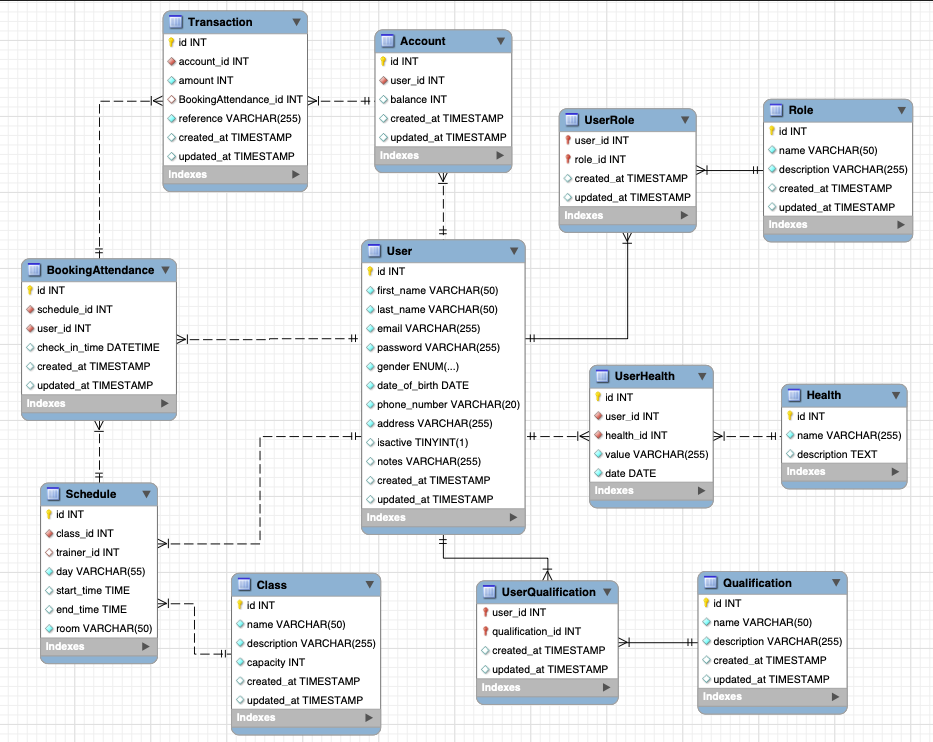 Transaction
id INT
account_id INT
amount INT
BookingAttendance_id INT
reference VARCHAR(255)
created_at TIMESTAMP
updated_at TIMESTAMP
Indexes
Account
id INT
user_id INT
balance INT
created_at TIMESTAMP
updated_at TIMESTAMP
Indexes
UserRole
user_id INT
role_id INT
created_at TIMESTAMP
updated_at TIMESTAMP
Indexes
Role
id INT
name VARCHAR(50)
description VARCHAR(255)
created_at TIMESTAMP
updated_at TIMESTAMP
Indexes
BookingAttendance
id INT
schedule_id INT
user_id INT
check_in_time DATETIME
created_at TIMESTAMP
updated_at TIMESTAMP
Indexes
User
id INT
first_name VARCHAR(50)
last_name VARCHAR(50)
email VARCHAR(255)
password VARCHAR(255)
gender ENUM(...)
date_of_birth DATE
phone_number VARCHAR(20)
address VARCHAR(255)
isactive TINYINT(1)
notes VARCHAR(255)
created_at TIMESTAMP
updated_at TIMESTAMP
Indexes
UserHealth
id INT
user_id INT
health_id INT
value VARCHAR(255)
date DATE
Indexes
Health
id INT
name VARCHAR(255)
description TEXT
Indexes
Schedule
id INT
class_id INT
trainer_id INT
day VARCHAR(55)
start_time TIME
end_time TIME
room VARCHAR(50)
Indexes
Class
id INT
name VARCHAR(50)
description VARCHAR(255)
capacity INT
created_at TIMESTAMP
updated_at TIMESTAMP
Indexes
UserQualification
user_id INT
qualification_id INT
created_at TIMESTAMP
updated_at TIMESTAMP
Indexes
Qualification
id INT
name VARCHAR(50)
description VARCHAR(255)
created_at TIMESTAMP
updated_at TIMESTAMP
Indexes